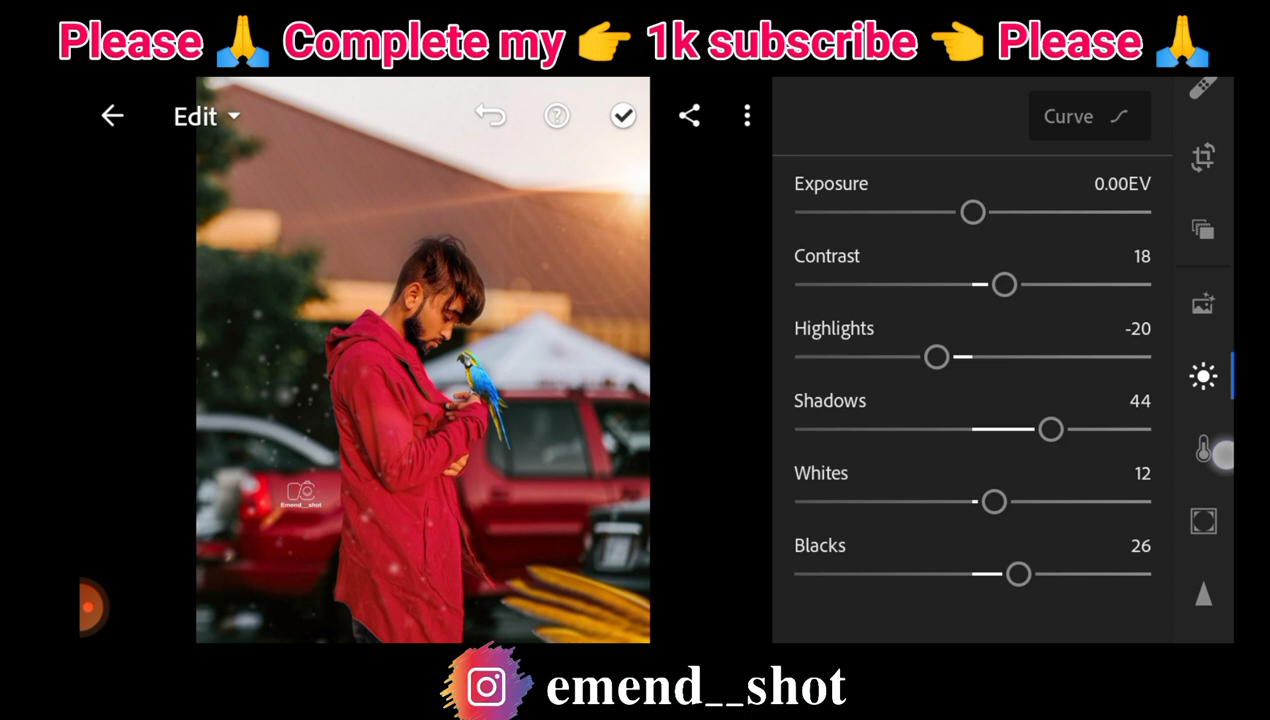 Please 🙏 Complete my 👉 1k subscribe 👈 Please 🙏
Edit
Curve
Exposure 0.00EV
Contrast 18
Highlights -20
Shadows 44
Whites 12
Blacks 26
Emend__shot
emend__shot